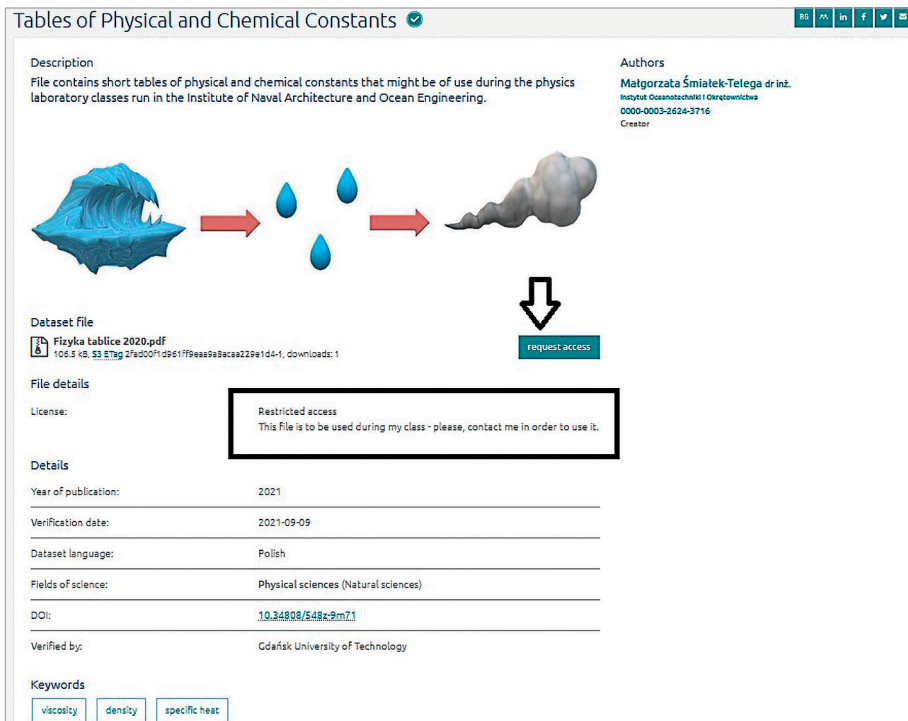 Tables of Physical and Chemical Constants
RG in f
Description
File contains short tables of physical and chemical constants that might be of use during the physics
laboratory classes run in the Institute of Naval Architecture and Ocean Engineering.
Authors
Małgorzata Śmiałek-Telega dr inż.
Instytut Oceanotechniki i Okrętownictwa
0000-0003-2624-3716
Creator
Dataset file
Fizyka tablice 2020.pdf
106.5 kB, S3 ETag 2fad00f1d961ff9eaa9a8acaa229e1d4-1, downloads: 1
request access
File details
License:
Restricted access
This file is to be used during my class - please, contact me in order to use it.
Details
Year of publication: 2021
Verification date: 2021-09-09
Dataset language: Polish
Fields of science: Physical sciences (Natural sciences)
DOI: 10.34808/548z-9m71
Verified by: Gdańsk University of Technology
Keywords
viscosity density specific heat